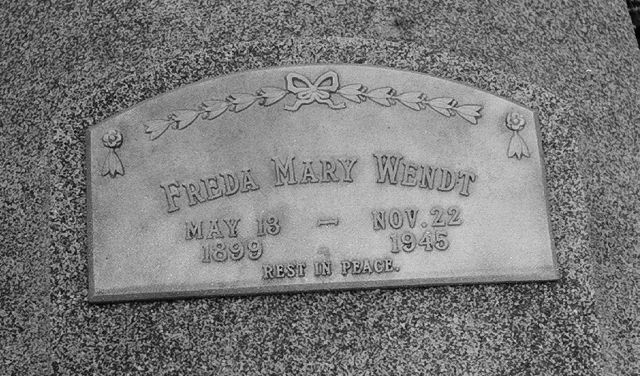 FREDA MARY WENDT
MAY 13 – NOV. 22
1899 1945
REST IN PEACE.